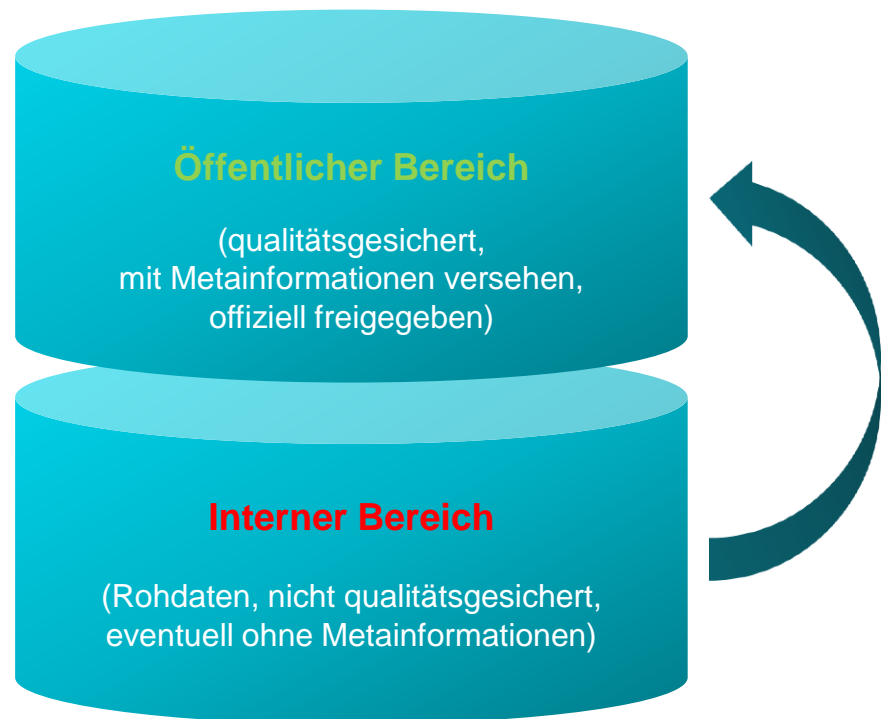 Öffentlicher Bereich
(qualitätsgesichert,
mit Metainformationen versehen,
offiziell freigegeben)
Interner Bereich
(Rohdaten, nicht qualitätsgesichert,
eventuell ohne Metainformationen)